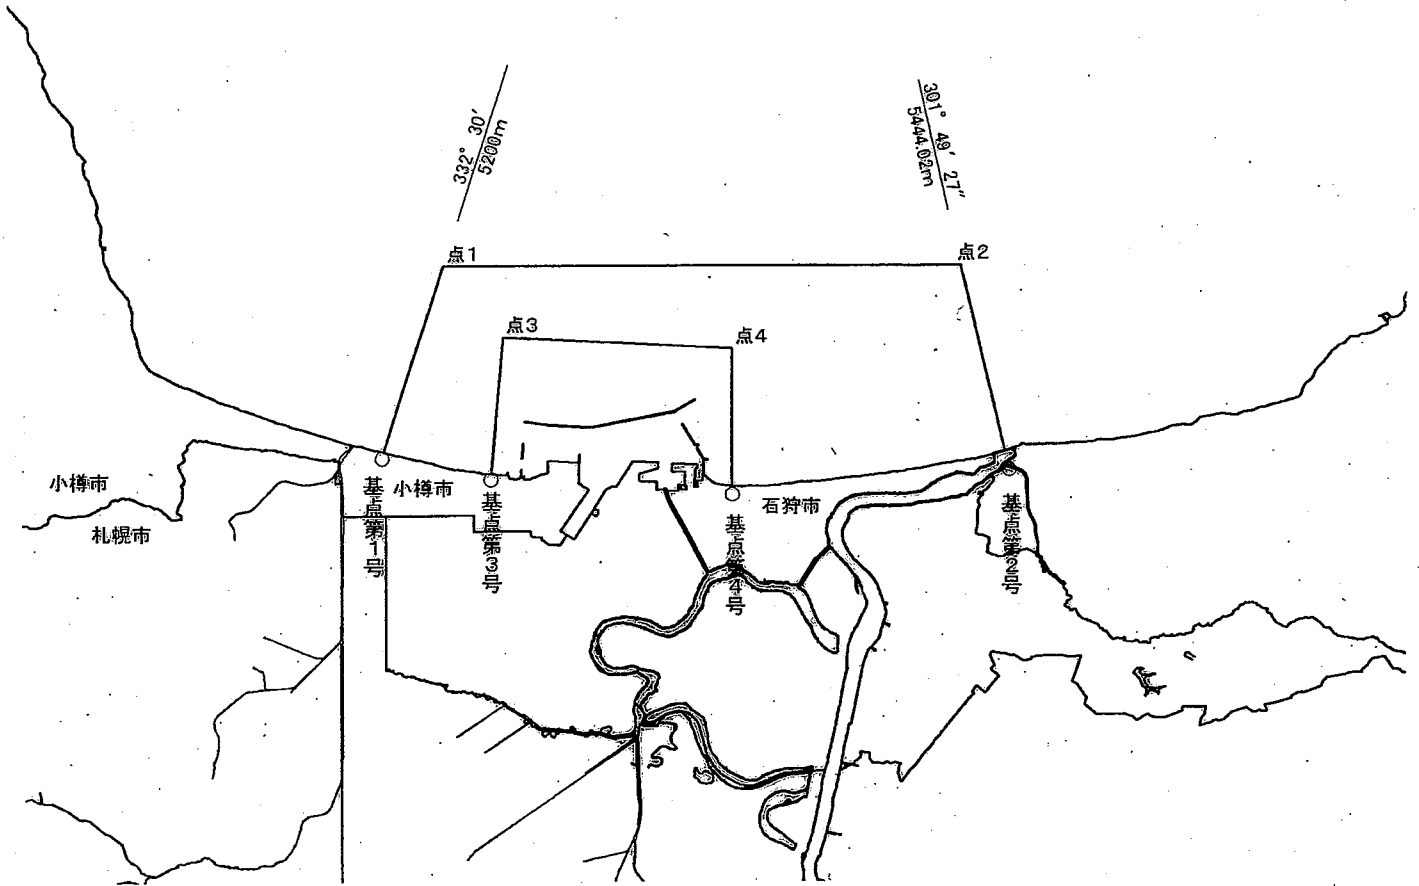 332° 30′
5200m
301° 49′ 27″
5444.02m
点1
点2
点3
点4
小樽市
札幌市
基点第1号
小樽市
基点第3号
基点第4号
石狩市
基点第2号